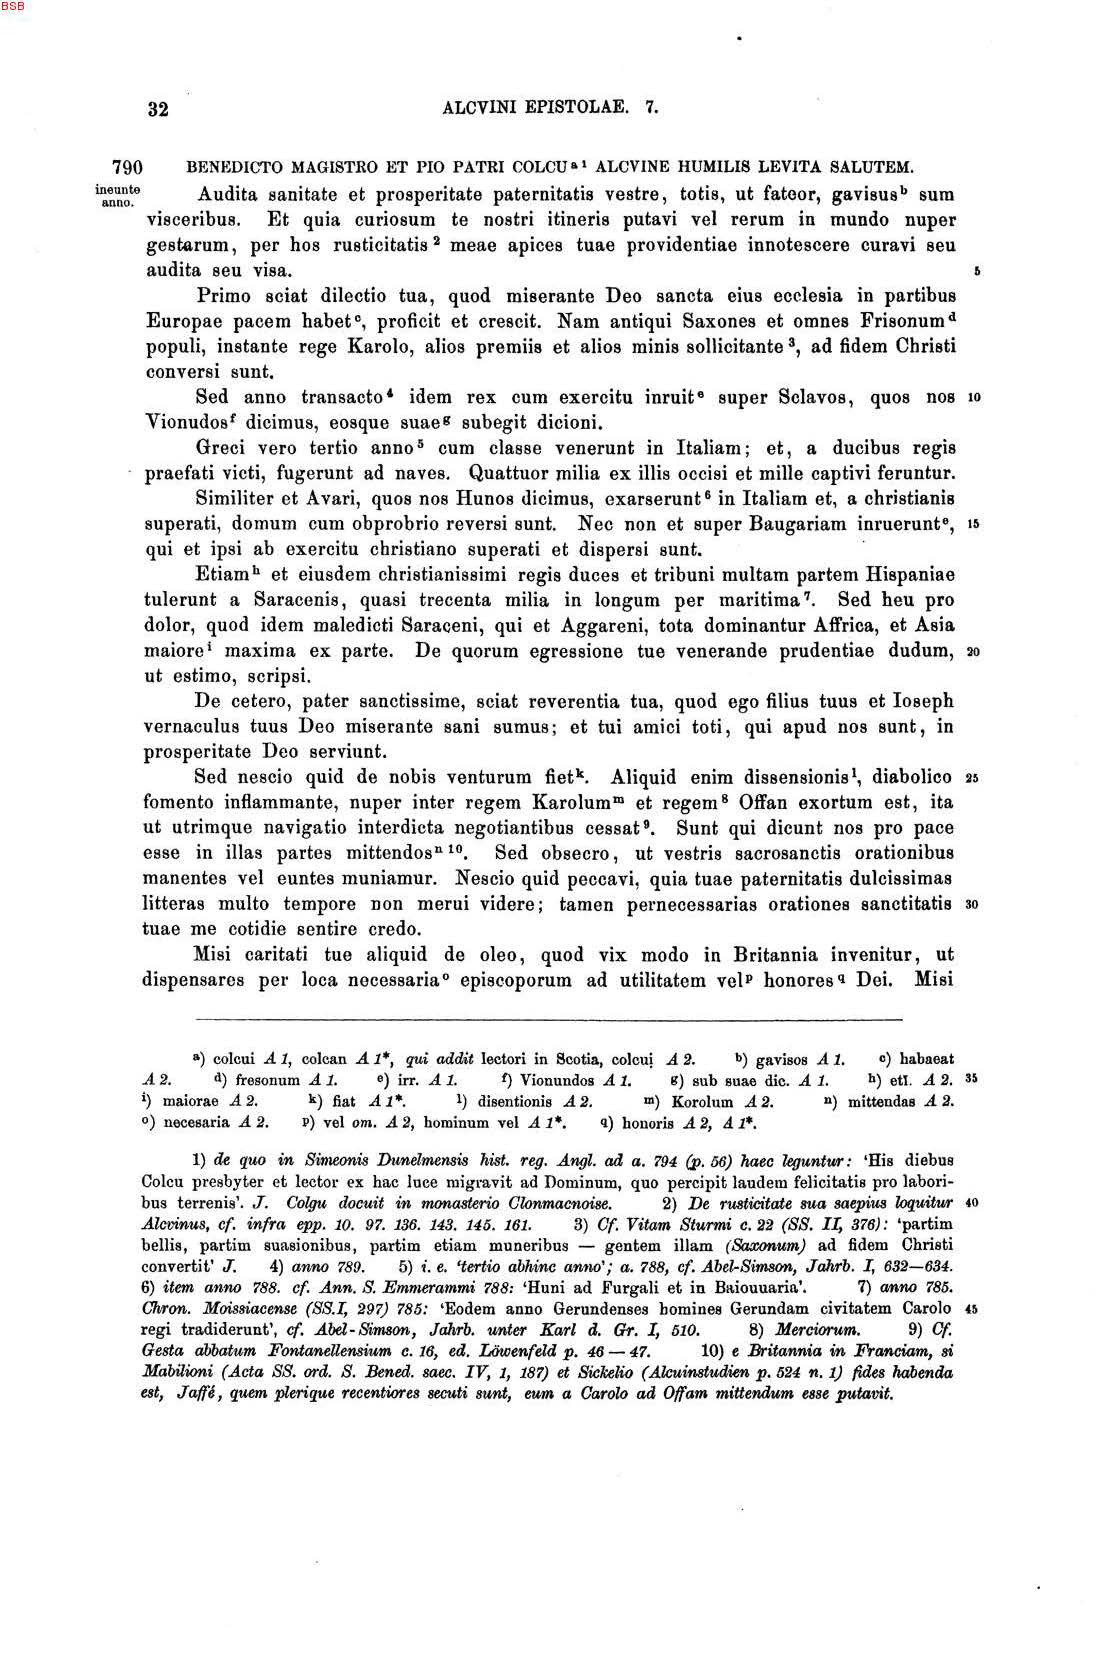 BSB
32 ALCVINI EPISTOLAE. 7.
790 BENEDICTO MAGISTRO ET PIO PATRI COLCU a 1 ALCVINE HUMILIS LEVITA SALUTEM.
ineunte anno. Audita sanitate et prosperitate paternitatis vestre, totis, ut fateor, gavisus b sum
visceribus. Et quia curiosum te nostri itineris putavi vel rerum in mundo nuper
gestarum, per hos rusticitatis 2 meae apices tuae providentiae innotescere curavi seu
audita seu visa. 5
Primo sciat dilectio tua, quod miserante Deo sancta eius ecclesia in partibus
Europae pacem habet c, proficit et crescit. Nam antiqui Saxones et omnes Frisonum d
populi, instante rege Karolo, alios premiis et alios minis sollicitante 3, ad fidem Christi
conversi sunt.
Sed anno transacto 4 idem rex cum exercitu inruit e super Sclavos, quos nos 10
Vionudos f dicimus, eosque suae g subegit dicioni.
Greci vero tertio anno 5 cum classe venerunt in Italiam; et, a ducibus regis
praefati victi, fugerunt ad naves. Quattuor milia ex illis occisi et mille captivi feruntur.
Similiter et Avari, quos nos Hunos dicimus, exarserunt 6 in Italiam et, a christianis
superati, domum cum obprobrio reversi sunt. Nec non et super Baugariam inruerunt e, 15
qui et ipsi ab exercitu christiano superati et dispersi sunt.
Etiam h et eiusdem christianissimi regis duces et tribuni multam partem Hispaniae
tulerunt a Saracenis, quasi trecenta milia in longum per maritima 7. Sed heu pro
dolor, quod idem maledicti Saraceni, qui et Aggareni, tota dominantur Affrica, et Asia
maiore i maxima ex parte. De quorum egressione tue venerande prudentiae dudum, 20
ut estimo, scripsi.
De cetero, pater sanctissime, sciat reverentia tua, quod ego filius tuus et Ioseph
vernaculus tuus Deo miserante sani sumus; et tui amici toti, qui apud nos sunt, in
prosperitate Deo serviunt.
Sed nescio quid de nobis venturum fiet k. Aliquid enim dissensionis l, diabolico 25
fomento inflammante, nuper inter regem Karolum m et regem 8 Offan exortum est, ita
ut utrimque navigatio interdicta negotiantibus cessat 9. Sunt qui dicunt nos pro pace
esse in illas partes mittendos n 10. Sed obsecro, ut vestris sacrosanctis orationibus
manentes vel euntes muniamur. Nescio quid peccavi, quia tuae paternitatis dulcissimas
litteras multo tempore non merui videre; tamen pernecessarias orationes sanctitatis 30
tuae me cotidie sentire credo.
Misi caritati tue aliquid de oleo, quod vix modo in Britannia invenitur, ut
dispensares per loca necessaria o episcoporum ad utilitatem vel p honores q Dei. Misi
a) colcui A 1, colcan A 1*, qui addit lectori in Scotia, colcui A 2. b) gavisos A 1. c) habaeat
A 2. d) fresonum A 1. e) irr. A 1. f) Vionundos A 1. g) sub suae dic. A 1. h) etI. A 2. 35
i) maiorae A 2. k) fiat A 1*. l) disentionis A 2. m) Korolum A 2. n) mittendas A 2.
o) necesaria A 2. p) vel om. A 2, hominum vel A 1*. q) honoris A 2, A 1*.
1) de quo in Simeonis Dunelmensis hist. reg. Angl. ad a. 794 (p. 56) haec leguntur: 'His diebus
Colcu presbyter et lector ex hac luce migravit ad Dominum, quo percipit laudem felicitatis pro labori-
bus terrenis'. J. Colgu docuit in monasterio Clonmacnoise. 2) De rusticitate sua saepius loquitur 40
Alcvinus, cf. infra epp. 10. 97. 136. 143. 145. 161. 3) Cf. Vitam Sturmi c. 22 (SS. II, 376): 'partim
bellis, partim suasionibus, partim etiam muneribus — gentem illam (Saxonum) ad fidem Christi
convertit' J. 4) anno 789. 5) i. e. 'tertio abhinc anno'; a. 788, cf. Abel-Simson, Jahrb. I, 632—634.
6) item anno 788. cf. Ann. S. Emmerammi 788: 'Huni ad Furgali et in Baiouuaria'. 7) anno 785.
Chron. Moissiacense (SS. I, 297) 785: 'Eodem anno Gerundenses homines Gerundam civitatem Carolo 45
regi tradiderunt', cf. Abel-Simson, Jahrb. unter Karl d. Gr. I, 510. 8) Merciorum. 9) Cf.
Gesta abbatum Fontanellensium c. 16, ed. Löwenfeld p. 46—47. 10) e Britannia in Franciam, si
Mabilioni (Acta SS. ord. S. Bened. saec. IV, 1, 187) et Sickelio (Alcuinstudien p. 524 n. 1) fides habenda
est, Jaffé, quem plerique recentiores secuti sunt, eum a Carolo ad Offam mittendum esse putavit.